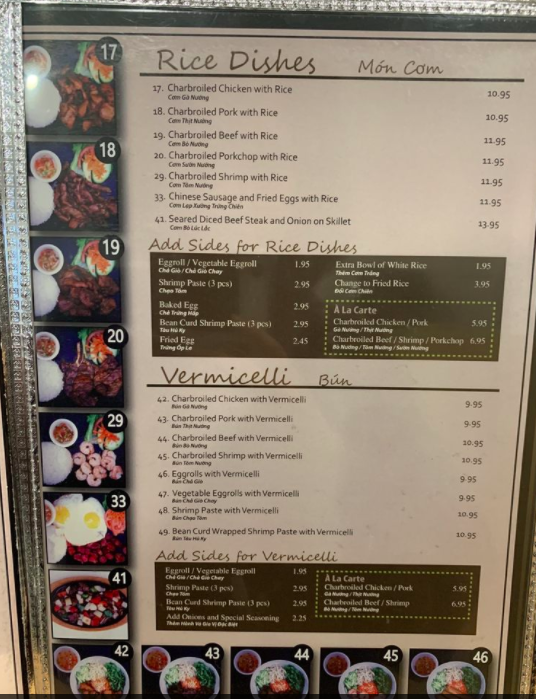 Rice Dishes Món Cơm
17. Charbroiled Chicken with Rice 10.95
Cơm Gà Nướng
18. Charbroiled Pork with Rice 10.95
Cơm Thịt Nướng
19. Charbroiled Beef with Rice 11.95
Cơm Bò Nướng
20. Charbroiled Porkchop with Rice 11.95
Cơm Sườn Nướng
29. Charbroiled Shrimp with Rice 11.95
Cơm Tôm Nướng
33. Chinese Sausage and Fried Eggs with Rice 11.95
Cơm Lạp Xưởng Trứng Chiên
41. Seared Diced Beef Steak and Onion on Skillet 13.95
Cơm Bò Lúc Lắc
Add Sides for Rice Dishes
Eggroll / Vegetable Eggroll 1.95
Chả Giò / Chả Giò Chay
Shrimp Paste (3 pcs) 2.95
Chạo Tôm
Baked Egg 2.95
Chả Trứng Hấp
Bean Curd Shrimp Paste (3 pcs) 2.95
Tàu Hũ Ky
Fried Egg 2.45
Trứng Ốp La
Extra Bowl of White Rice 1.95
Thêm Cơm Trắng
Change to Fried Rice 3.95
Đổi Cơm Chiên
À La Carte
Charbroiled Chicken / Pork 5.95
Gà Nướng / Thịt Nướng
Charbroiled Beef / Shrimp / Porkchop 6.95
Bò Nướng / Tôm Nướng / Sườn Nướng
Vermicelli Bún
42. Charbroiled Chicken with Vermicelli 9.95
Bún Gà Nướng
43. Charbroiled Pork with Vermicelli 9.95
Bún Thịt Nướng
44. Charbroiled Beef with Vermicelli 10.95
Bún Bò Nướng
45. Charbroiled Shrimp with Vermicelli 10.95
Bún Tôm Nướng
46. Eggrolls with Vermicelli 9.95
Bún Chả Giò
47. Vegetable Eggrolls with Vermicelli 9.95
Bún Chả Giò Chay
48. Shrimp Paste with Vermicelli 10.95
Bún Chạo Tôm
49. Bean Curd Wrapped Shrimp Paste with Vermicelli 10.95
Bún Tàu Hũ Ky
Add Sides for Vermicelli
Eggroll / Vegetable Eggroll 1.95
Chả Giò / Chả Giò Chay
Shrimp Paste (3 pcs) 2.95
Chạo Tôm
Bean Curd Shrimp Paste (3 pcs) 2.95
Tàu Hũ Ky
Add Onions and Special Seasoning 2.25
Thêm Hành Và Gia Vị Đặc Biệt
À La Carte
Charbroiled Chicken / Pork 5.95
Gà Nướng / Thịt Nướng
Charbroiled Beef / Shrimp 6.95
Bò Nướng / Tôm Nướng
17
18
19
20
29
33
41
42
43
44
45
46